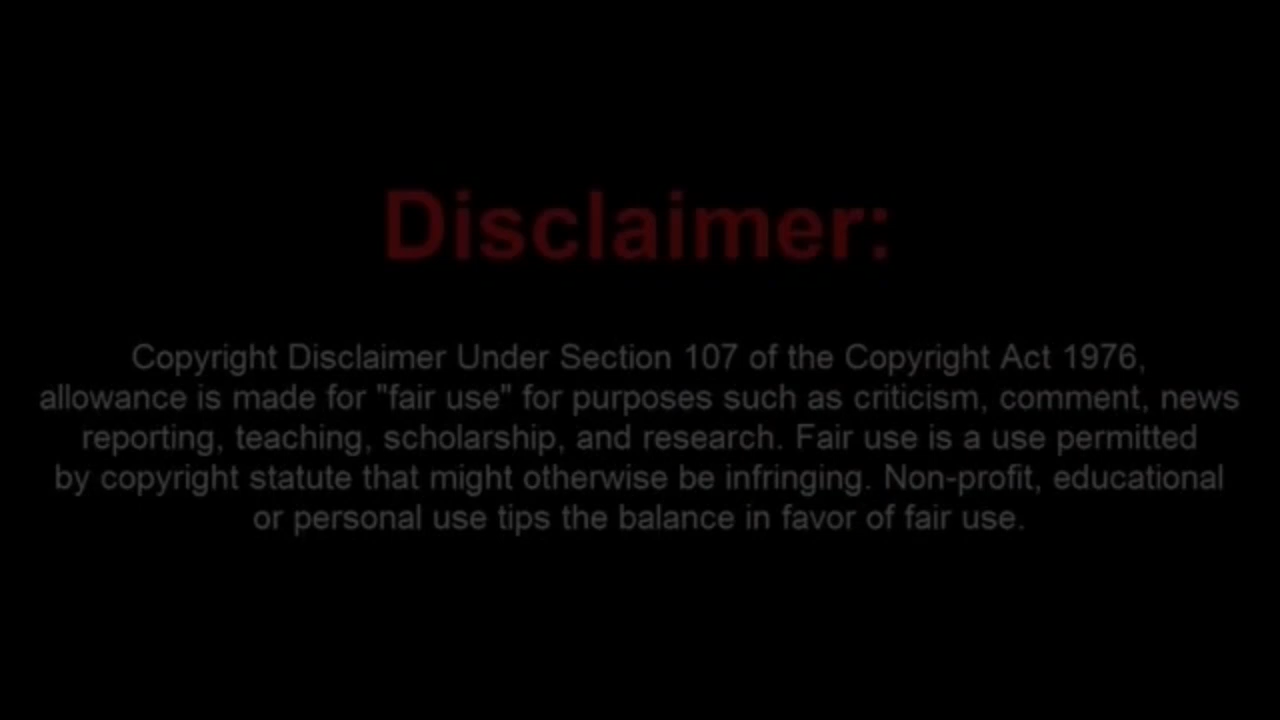 Disclaimer:
Copyright Disclaimer Under Section 107 of the Copyright Act 1976,
allowance is made for "fair use" for purposes such as criticism, comment, news
reporting, teaching, scholarship, and research. Fair use is a use permitted
by copyright statute that might otherwise be infringing. Non-profit, educational
or personal use tips the balance in favor of fair use.